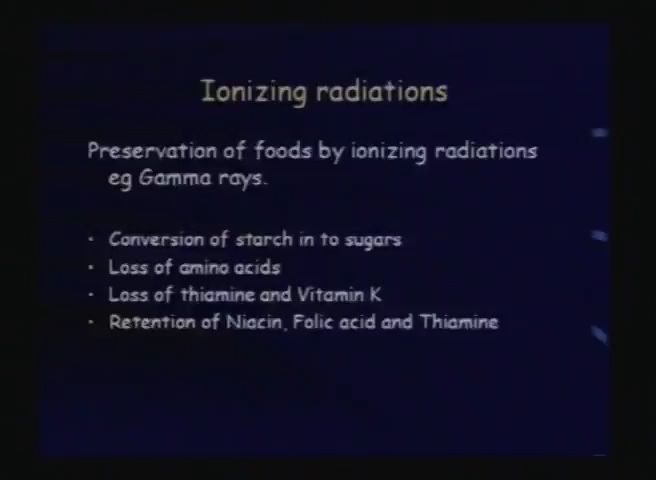 Ionizing radiations
Preservation of foods by ionizing radiations
eg Gamma rays.
• Conversion of starch in to sugars
• Loss of amino acids
• Loss of thiamine and Vitamin K
• Retention of Niacin, Folic acid and Thiamine